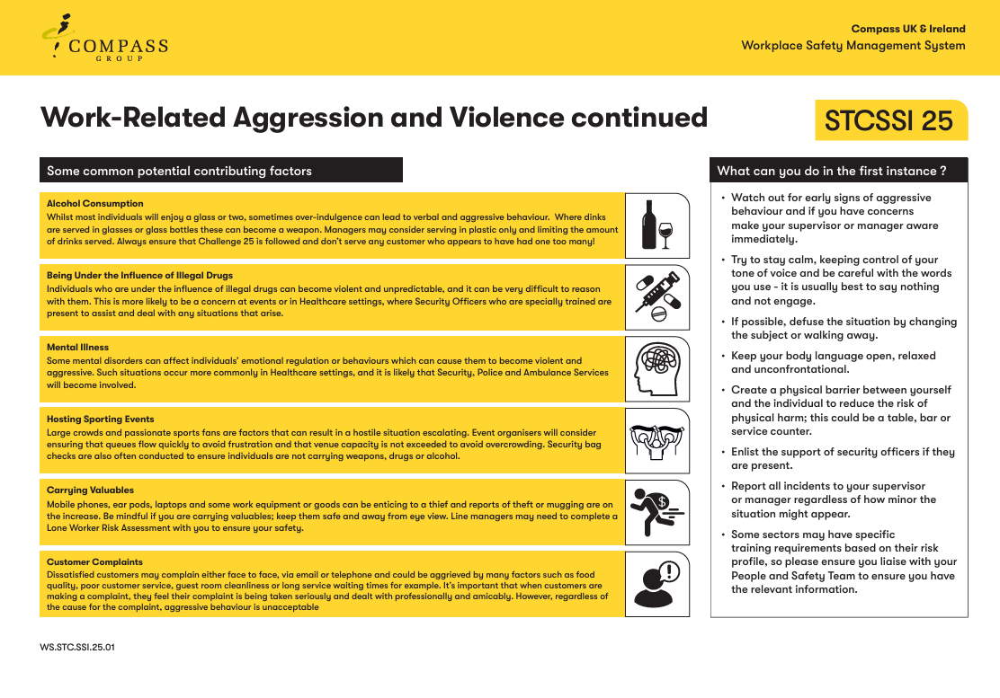 COMPASS
GROUP
Compass UK & Ireland
Workplace Safety Management System
Work-Related Aggression and Violence continued
STCSSI 25
Some common potential contributing factors
Alcohol Consumption
Whilst most individuals will enjoy a glass or two, sometimes over-indulgence can lead to verbal and aggressive behaviour.  Where dinks
are served in glasses or glass bottles these can become a weapon. Managers may consider serving in plastic only and limiting the amount
of drinks served. Always ensure that Challenge 25 is followed and don't serve any customer who appears to have had one too many!
Being Under the Influence of Illegal Drugs
Individuals who are under the influence of illegal drugs can become violent and unpredictable, and it can be very difficult to reason
with them. This is more likely to be a concern at events or in Healthcare settings, where Security Officers who are specially trained are
present to assist and deal with any situations that arise.
Mental Illness
Some mental disorders can affect individuals' emotional regulation or behaviours which can cause them to become violent and
aggressive. Such situations occur more commonly in Healthcare settings, and it is likely that Security, Police and Ambulance Services
will become involved.
Hosting Sporting Events
Large crowds and passionate sports fans are factors that can result in a hostile situation escalating. Event organisers will consider
ensuring that queues flow quickly to avoid frustration and that venue capacity is not exceeded to avoid overcrowding. Security bag
checks are also often conducted to ensure individuals are not carrying weapons, drugs or alcohol.
Carrying Valuables
Mobile phones, ear pods, laptops and some work equipment or goods can be enticing to a thief and reports of theft or mugging are on
the increase. Be mindful if you are carrying valuables; keep them safe and away from eye view. Line managers may need to complete a
Lone Worker Risk Assessment with you to ensure your safety.
$
Customer Complaints
Dissatisfied customers may complain either face to face, via email or telephone and could be aggrieved by many factors such as food
quality, poor customer service, guest room cleanliness or long service waiting times for example. It's important that when customers are
making a complaint, they feel their complaint is being taken seriously and dealt with professionally and amicably. However, regardless of
the cause for the complaint, aggressive behaviour is unacceptable
!
What can you do in the first instance ?
• Watch out for early signs of aggressive
behaviour and if you have concerns
make your supervisor or manager aware
immediately.
• Try to stay calm, keeping control of your
tone of voice and be careful with the words
you use - it is usually best to say nothing
and not engage.
• If possible, defuse the situation by changing
the subject or walking away.
• Keep your body language open, relaxed
and unconfrontational.
• Create a physical barrier between yourself
and the individual to reduce the risk of
physical harm; this could be a table, bar or
service counter.
• Enlist the support of security officers if they
are present.
• Report all incidents to your supervisor
or manager regardless of how minor the
situation might appear.
• Some sectors may have specific
training requirements based on their risk
profile, so please ensure you liaise with your
People and Safety Team to ensure you have
the relevant information.
WS.STC.SSI.25.01